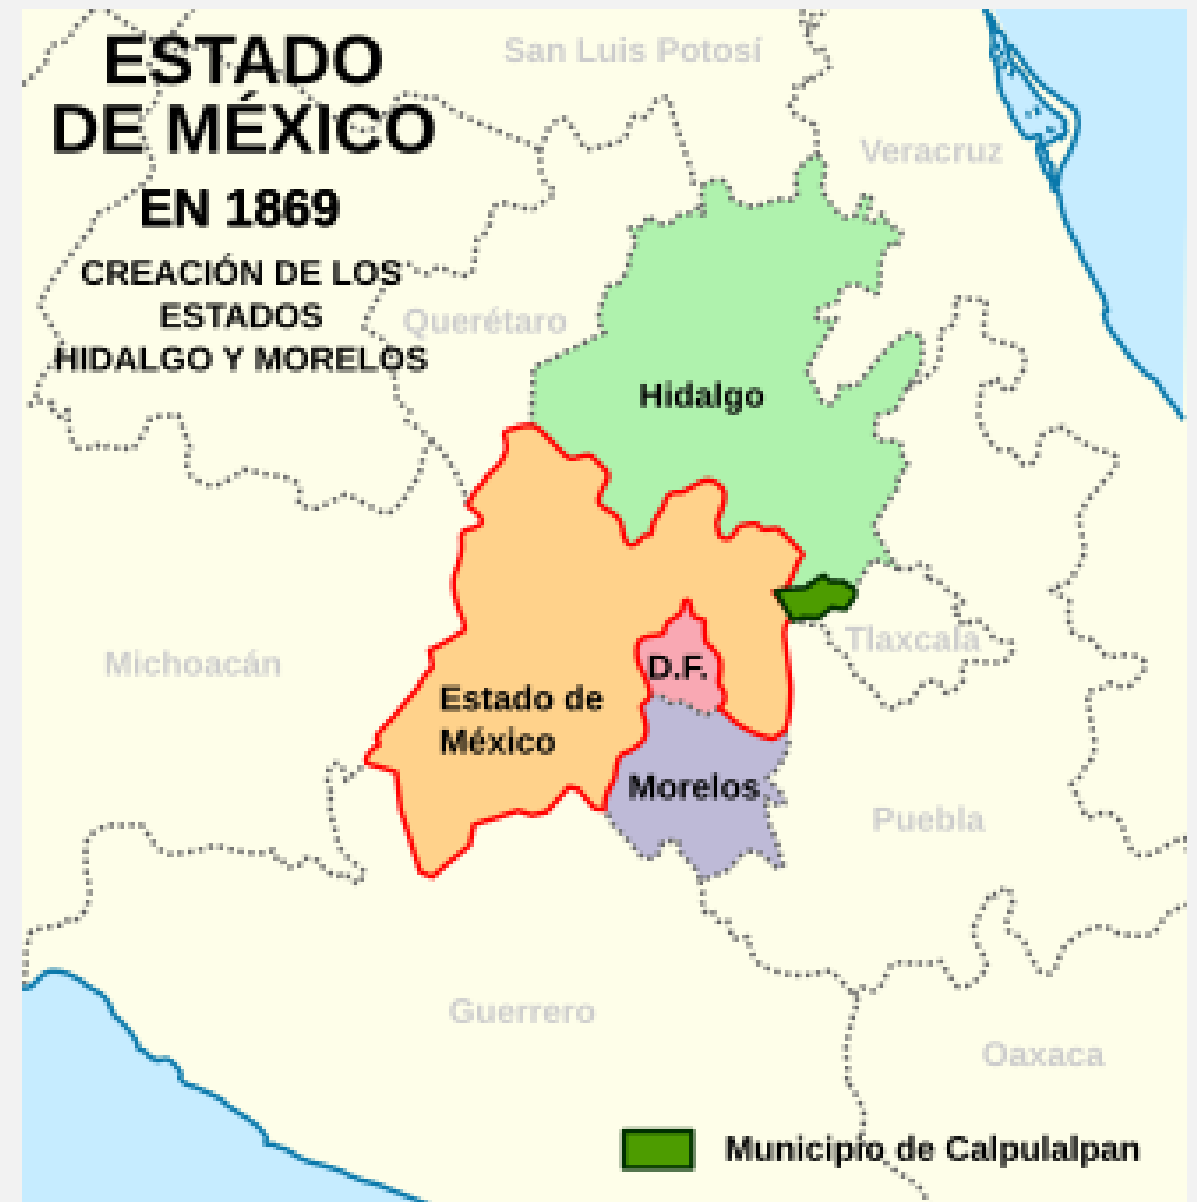 ESTADO
DE MÉXICO
EN 1869
CREACIÓN DE LOS
ESTADOS
HIDALGO Y MORELOS
San Luis Potosí
Veracruz
Querétaro
Hidalgo
Tlaxcala
Michoacán
D.F.
Estado de
México
Morelos
Puebla
Guerrero
Oaxaca
Municipio de Calpulalpan